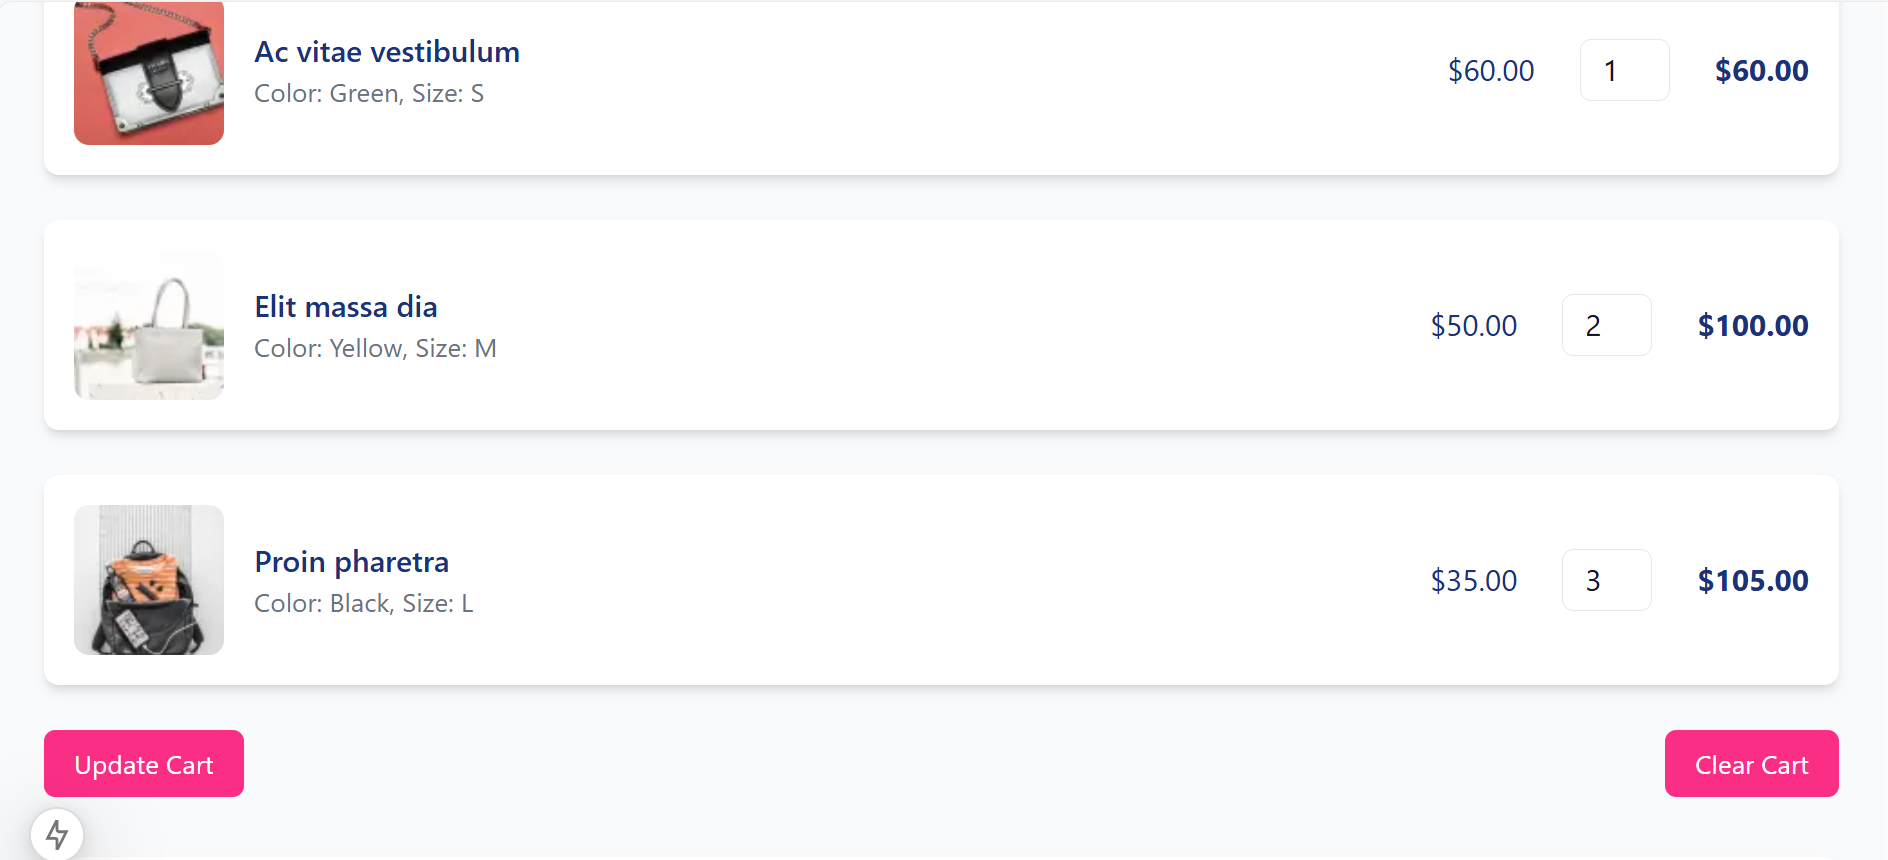 Ac vitae vestibulum
Color: Green, Size: S
$60.00 1 $60.00
Elit massa dia
Color: Yellow, Size: M
$50.00 2 $100.00
Proin pharetra
Color: Black, Size: L
$35.00 3 $105.00
Update Cart Clear Cart